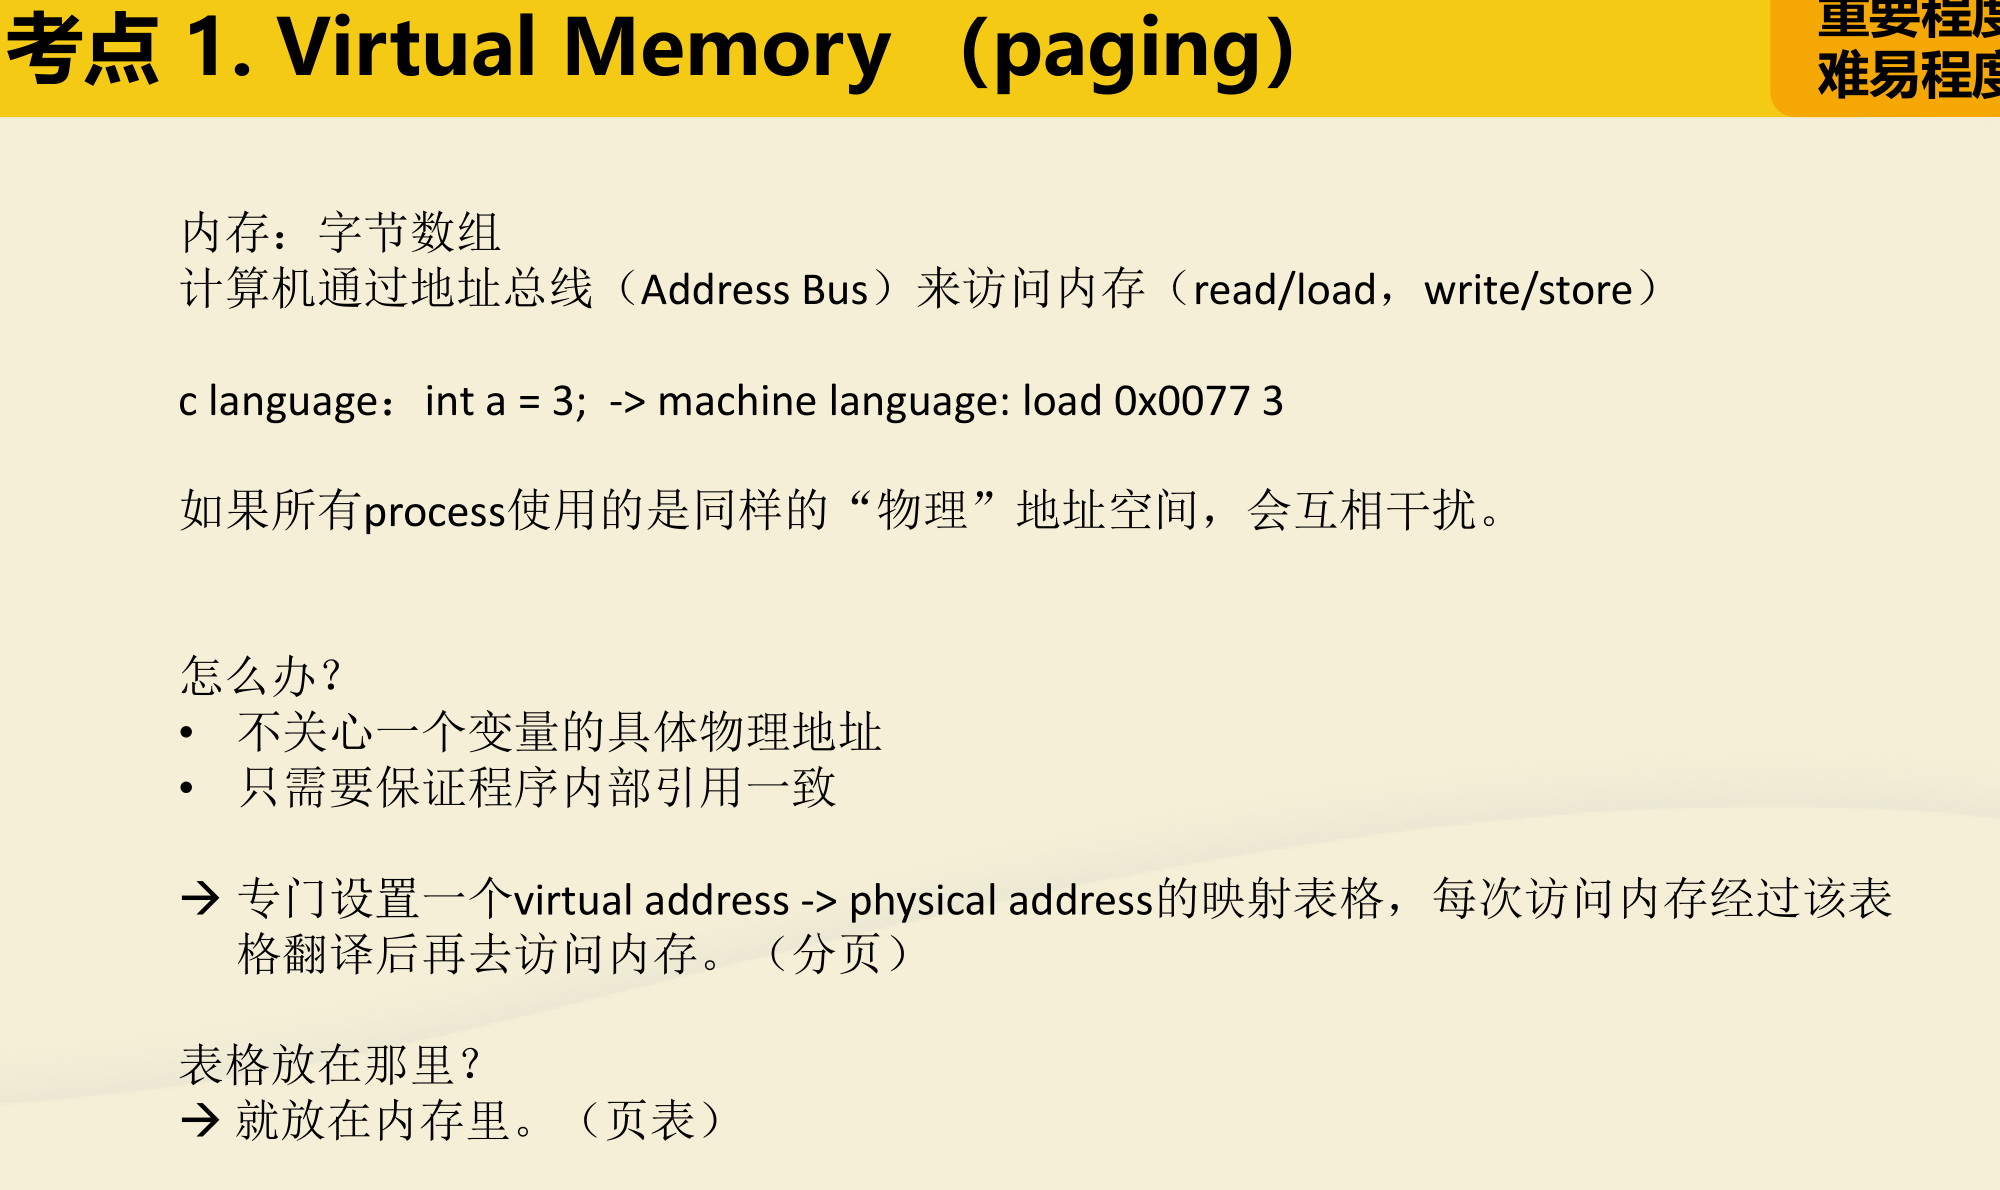 考点 1. Virtual Memory （paging）
重要程度
难易程度
内存：字节数组
计算机通过地址总线（Address Bus）来访问内存（read/load，write/store）
c language：int a = 3;  -> machine language: load 0x0077 3
如果所有process使用的是同样的“物理”地址空间，会互相干扰。
怎么办？
• 不关心一个变量的具体物理地址
• 只需要保证程序内部引用一致
→ 专门设置一个virtual address -> physical address的映射表格，每次访问内存经过该表
格翻译后再去访问内存。（分页）
表格放在那里？
→ 就放在内存里。（页表）